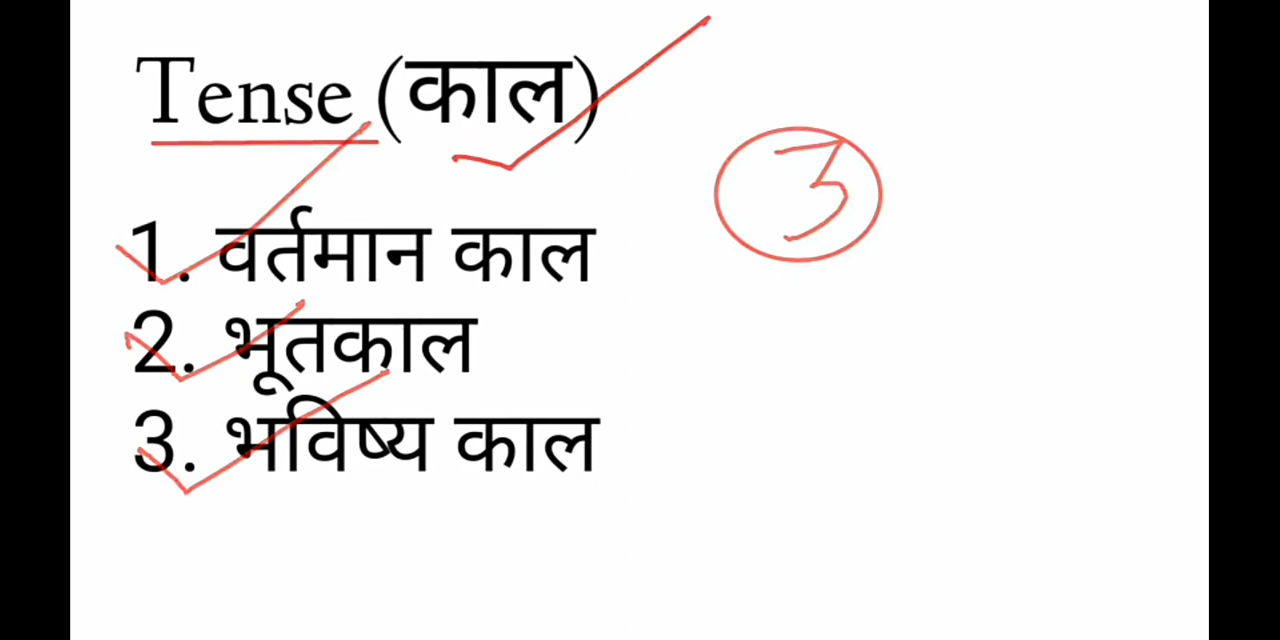 Tense (काल)
3
1. वर्तमान काल
2. भूतकाल
3. भविष्य काल